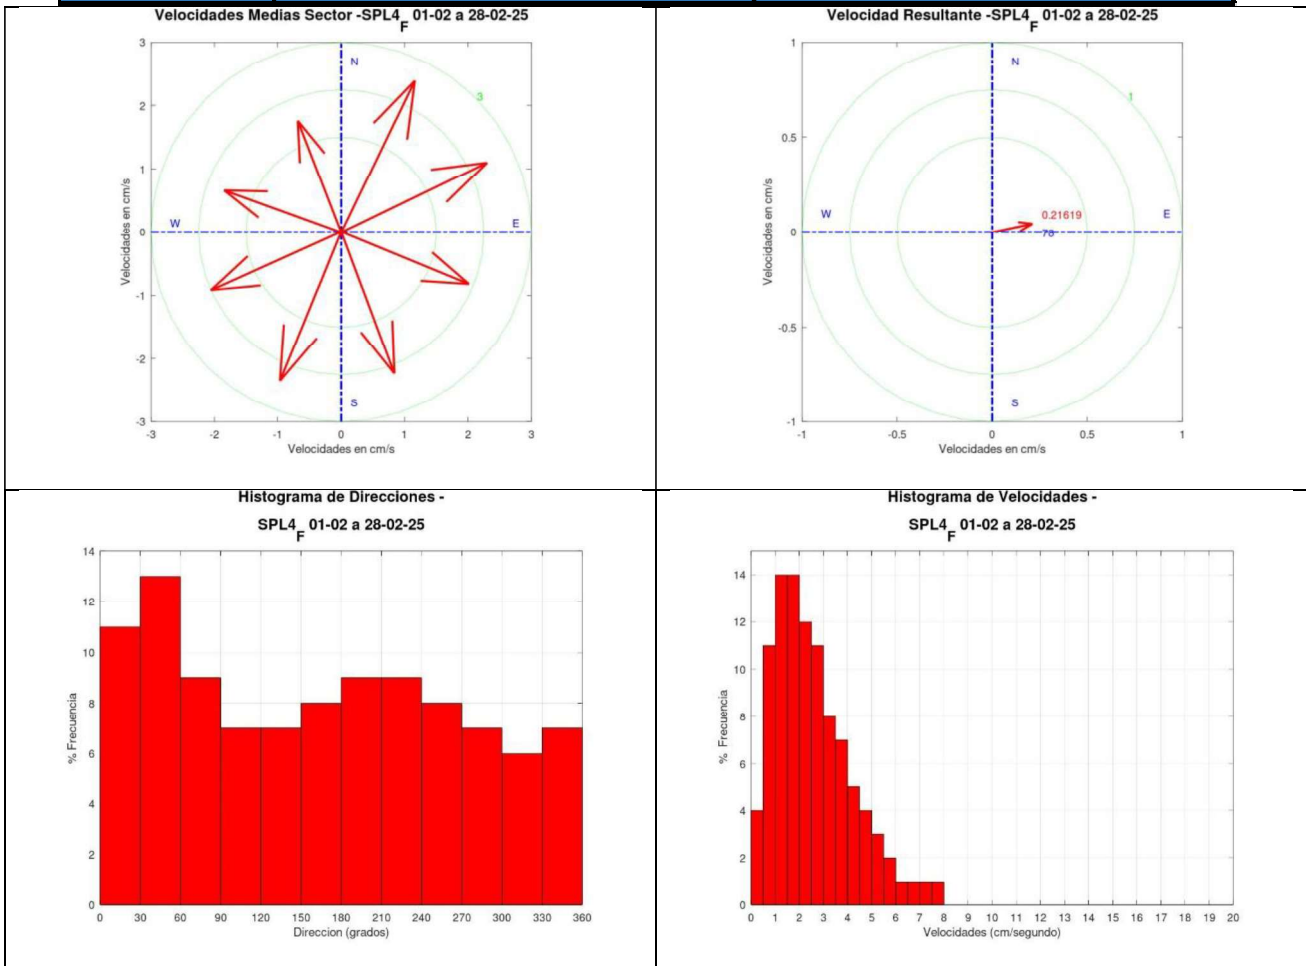 Velocidades Medias Sector -SPL4_F 01-02 a 28-02-25
3
2
1
0
-1
-2
-3
Velocidades en cm/s
N
3
W
E
S
-3
-2
-1
0
1
2
3
Velocidades en cm/s
Velocidad Resultante -SPL4_F 01-02 a 28-02-25
1
0.5
0
-0.5
-1
Velocidades en cm/s
N
1
W
E
0.21619
78
S
-1
-0.5
0
0.5
1
Velocidades en cm/s
Histograma de Direcciones -
SPL4_F 01-02 a 28-02-25
14
12
10
8
6
4
2
0
% Frecuencia
0 30 60 90 120 150 180 210 240 270 300 330 360
Direccion (grados)
Histograma de Velocidades -
SPL4_F 01-02 a 28-02-25
14
12
10
8
6
4
2
0
% Frecuencia
0 1 2 3 4 5 6 7 8 9 10 11 12 13 14 15 16 17 18 19 20
Velocidades (cm/segundo)